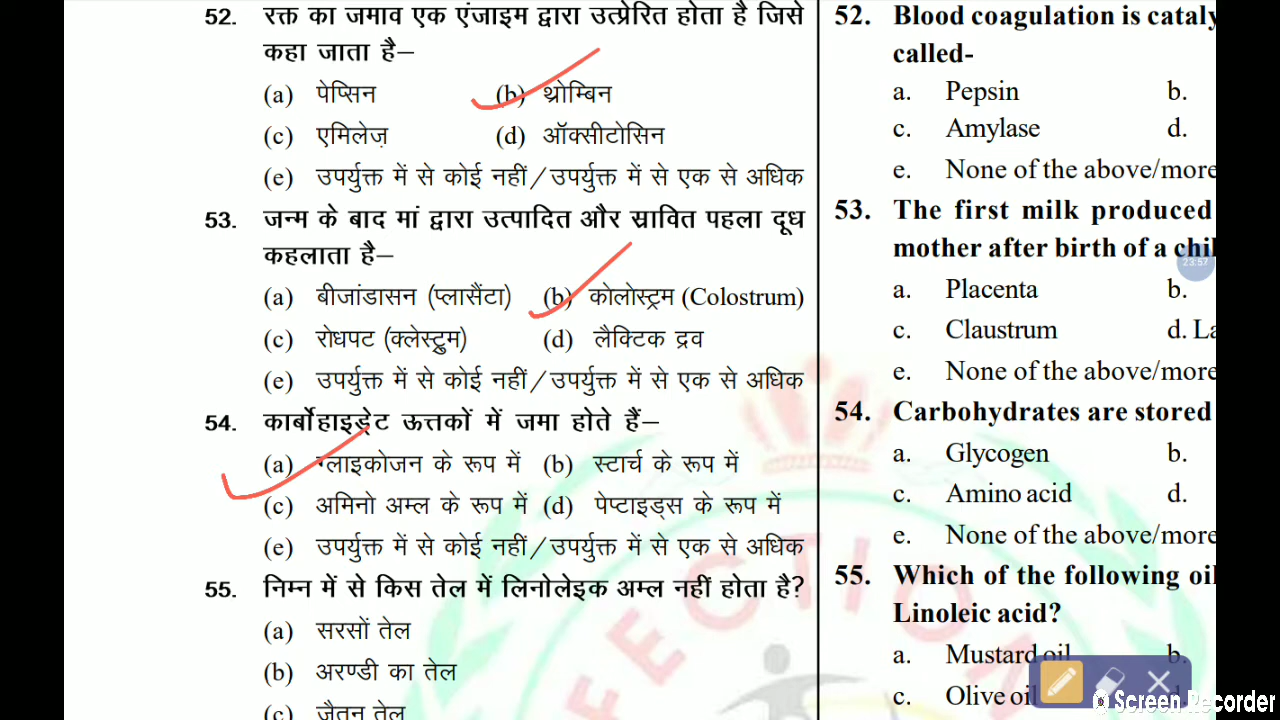 52. रक्त का जमाव एक एंजाइम द्वारा उत्प्रेरित होता है जिसे
कहा जाता है–
(a) पेप्सिन (b) थ्रोम्बिन
(c) एमिलेज़ (d) ऑक्सीटोसिन
(e) उपर्युक्त में से कोई नहीं/उपर्युक्त में से एक से अधिक
53. जन्म के बाद मां द्वारा उत्पादित और स्रावित पहला दूध
कहलाता है–
(a) बीजांडासन (प्लासैंटा) (b) कोलोस्ट्रम (Colostrum)
(c) रोधपट (क्लेस्ट्रुम) (d) लैक्टिक द्रव
(e) उपर्युक्त में से कोई नहीं/उपर्युक्त में से एक से अधिक
54. कार्बोहाइड्रेट ऊत्तकों में जमा होते हैं–
(a) ग्लाइकोजन के रूप में (b) स्टार्च के रूप में
(c) अमिनो अम्ल के रूप में (d) पेप्टाइड्स के रूप में
(e) उपर्युक्त में से कोई नहीं/उपर्युक्त में से एक से अधिक
55. निम्न में से किस तेल में लिनोलेइक अम्ल नहीं होता है?
(a) सरसों तेल
(b) अरण्डी का तेल
(c) जैतून तेल
52. Blood coagulation is cataly
called-
a. Pepsin b.
c. Amylase d.
e. None of the above/more
53. The first milk produced
mother after birth of a chil
23:57
a. Placenta b.
c. Claustrum d. La
e. None of the above/more
54. Carbohydrates are stored
a. Glycogen b.
c. Amino acid d.
e. None of the above/more
55. Which of the following oil
Linoleic acid?
a. Mustard oil b.
c. Olive oil
FECTION
Screen Recorder